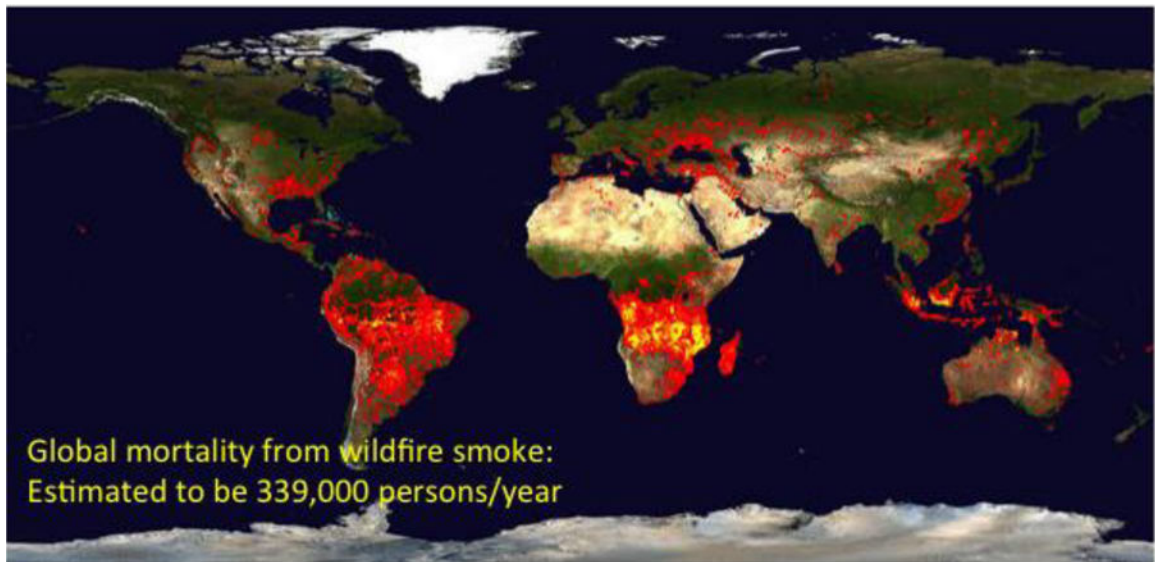 Global mortality from wildfire smoke:
Estimated to be 339,000 persons/year